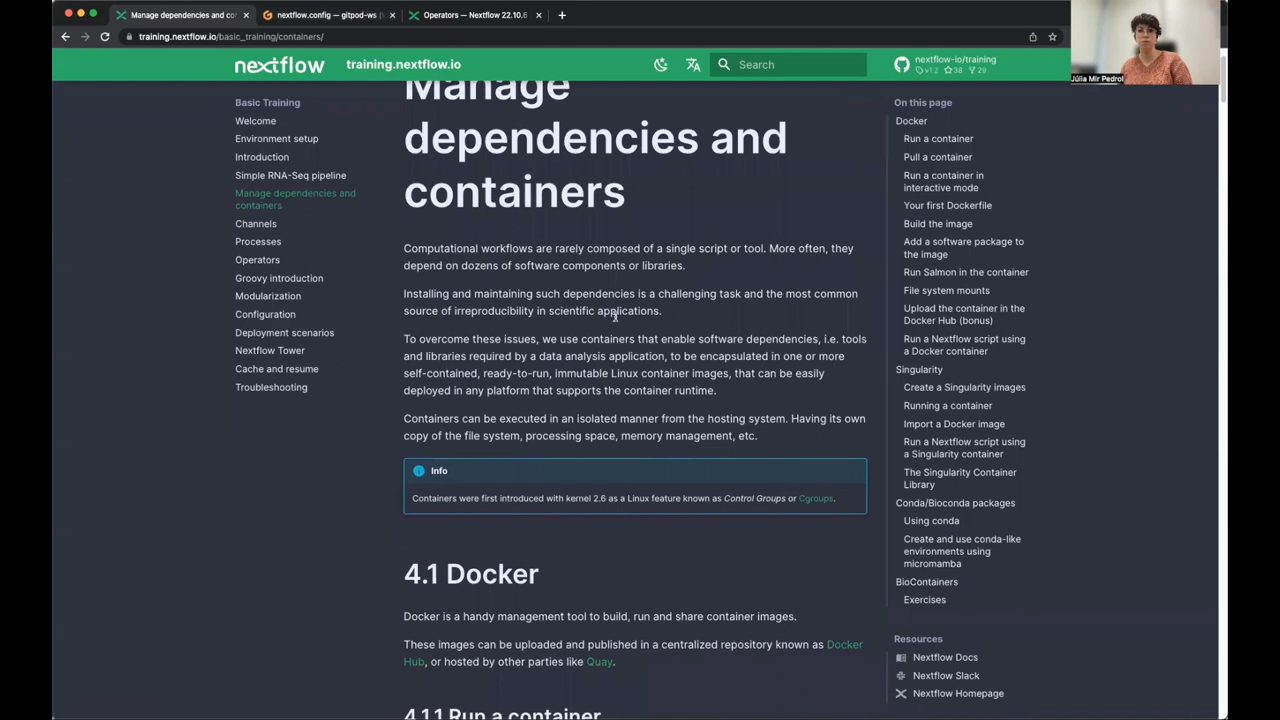 Manage dependencies and co
nextflow.config — gitpod-ws (
Operators — Nextflow 22.10.6
training.nextflow.io/basic_training/containers/
nextflow
training.nextflow.io
Search
nextflow-io/training
v1.2 38 29
Júlia Mir Pedrol
Basic Training
Welcome
Environment setup
Introduction
Simple RNA-Seq pipeline
Manage dependencies and
containers
Channels
Processes
Operators
Groovy introduction
Modularization
Configuration
Deployment scenarios
Nextflow Tower
Cache and resume
Troubleshooting
Manage
dependencies and
containers
Computational workflows are rarely composed of a single script or tool. More often, they
depend on dozens of software components or libraries.
Installing and maintaining such dependencies is a challenging task and the most common
source of irreproducibility in scientific applications.
To overcome these issues, we use containers that enable software dependencies, i.e. tools
and libraries required by a data analysis application, to be encapsulated in one or more
self-contained, ready-to-run, immutable Linux container images, that can be easily
deployed in any platform that supports the container runtime.
Containers can be executed in an isolated manner from the hosting system. Having its own
copy of the file system, processing space, memory management, etc.
Info
Containers were first introduced with kernel 2.6 as a Linux feature known as Control Groups or Cgroups.
4.1 Docker
Docker is a handy management tool to build, run and share container images.
These images can be uploaded and published in a centralized repository known as Docker
Hub, or hosted by other parties like Quay.
4.1.1 Run a container
On this page
Docker
Run a container
Pull a container
Run a container in
interactive mode
Your first Dockerfile
Build the image
Add a software package to
the image
Run Salmon in the container
File system mounts
Upload the container in the
Docker Hub (bonus)
Run a Nextflow script using
a Docker container
Singularity
Create a Singularity images
Running a container
Import a Docker image
Run a Nextflow script using
a Singularity container
The Singularity Container
Library
Conda/Bioconda packages
Using conda
Create and use conda-like
environments using
micromamba
BioContainers
Exercises
Resources
Nextflow Docs
Nextflow Slack
Nextflow Homepage